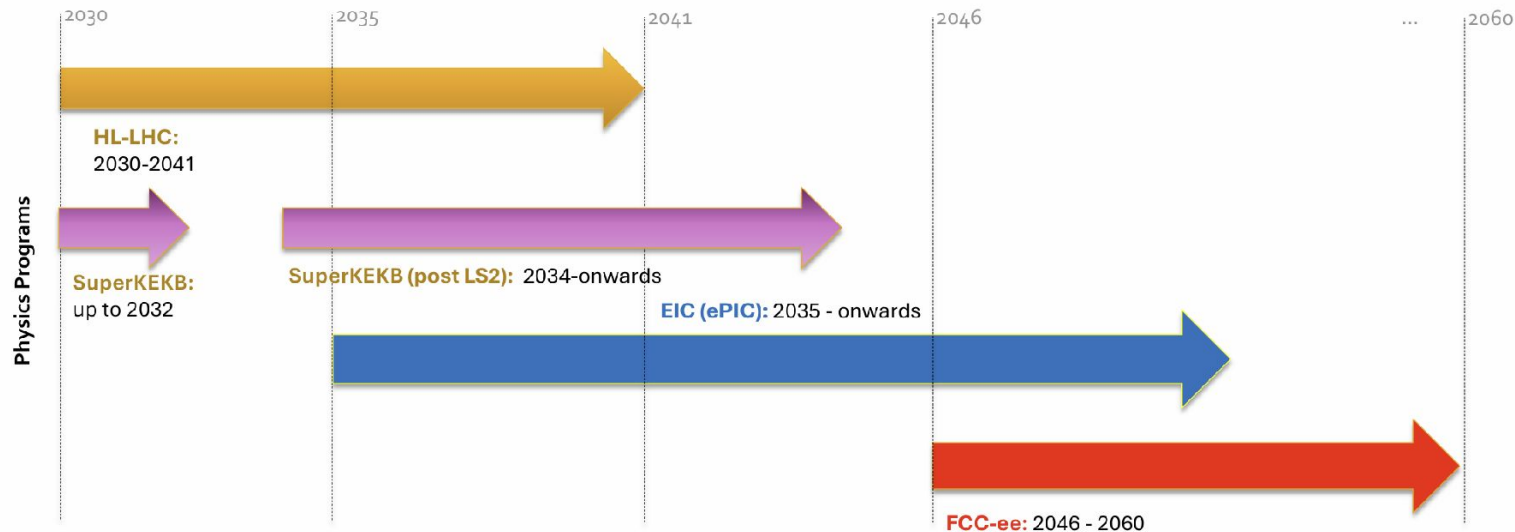 2030 2035 2041 2046 ... 2060
HL-LHC:
2030-2041
Physics Programs
SuperKEKB:
up to 2032
SuperKEKB (post LS2): 2034-onwards
EIC (ePIC): 2035 - onwards
FCC-ee: 2046 - 2060